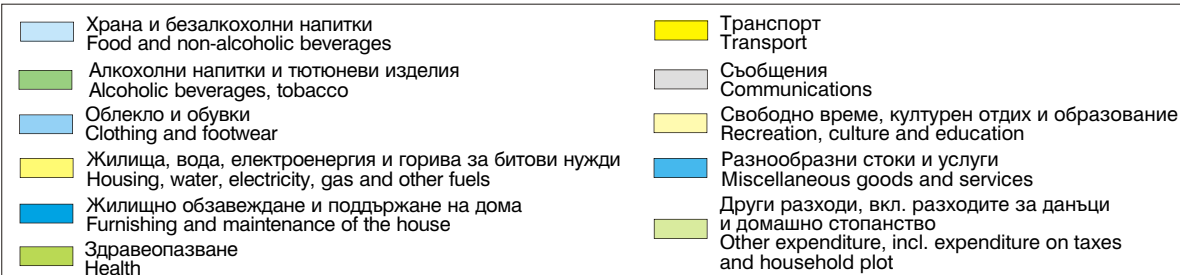 Храна и безалкохолни напитки
Food and non-alcoholic beverages
Алкохолни напитки и тютюневи изделия
Alcoholic beverages, tobacco
Облекло и обувки
Clothing and footwear
Жилища, вода, електроенергия и горива за битови нужди
Housing, water, electricity, gas and other fuels
Жилищно обзавеждане и поддържане на дома
Furnishing and maintenance of the house
Здравеопазване
Health
Транспорт
Transport
Съобщения
Communications
Свободно време, културен отдих и образование
Recreation, culture and education
Разнообразни стоки и услуги
Miscellaneous goods and services
Други разходи, вкл. разходите за данъци
и домашно стопанство
Other expenditure, incl. expenditure on taxes
and household plot